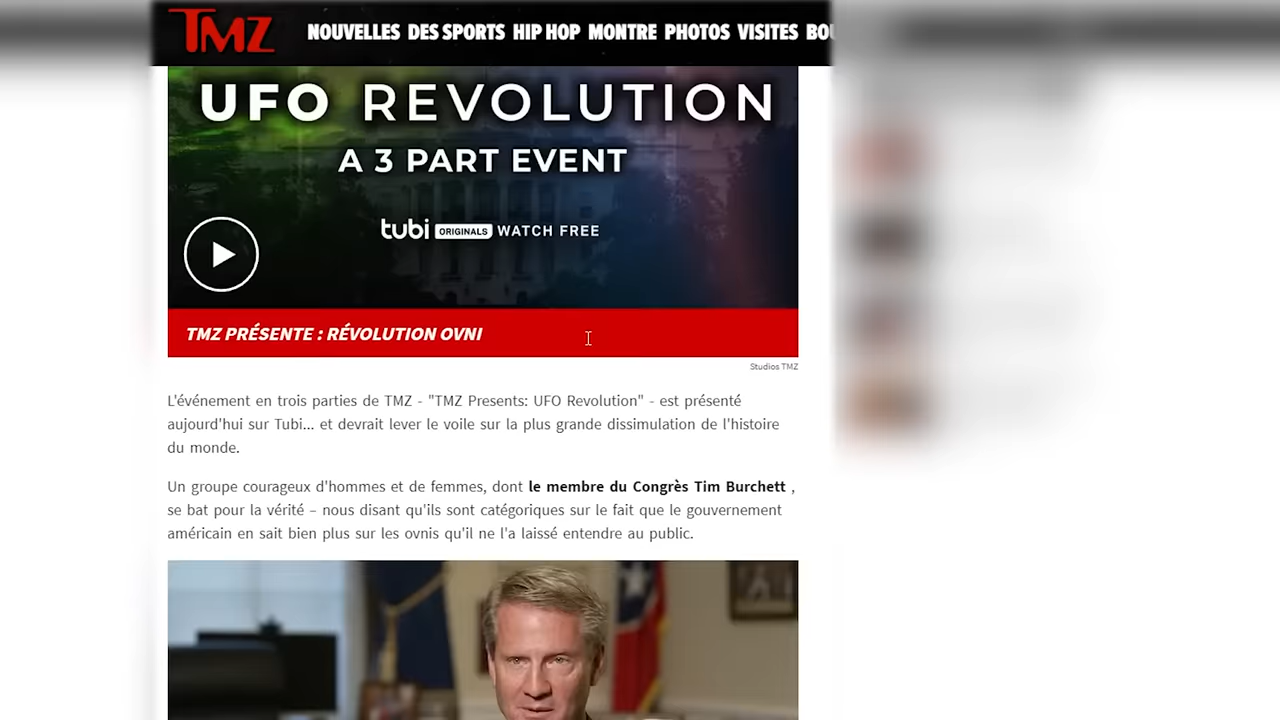 TMZ
NOUVELLES DES SPORTS HIP HOP MONTRE PHOTOS VISITES BOU
UFO REVOLUTION
A 3 PART EVENT
tubi ORIGINALS WATCH FREE
TMZ PRÉSENTE : RÉVOLUTION OVNI
Studios TMZ
L'événement en trois parties de TMZ - "TMZ Presents: UFO Revolution" - est présenté
aujourd'hui sur Tubi... et devrait lever le voile sur la plus grande dissimulation de l'histoire
du monde.
Un groupe courageux d'hommes et de femmes, dont le membre du Congrès Tim Burchett ,
se bat pour la vérité – nous disant qu'ils sont catégoriques sur le fait que le gouvernement
américain en sait bien plus sur les ovnis qu'il ne l'a laissé entendre au public.